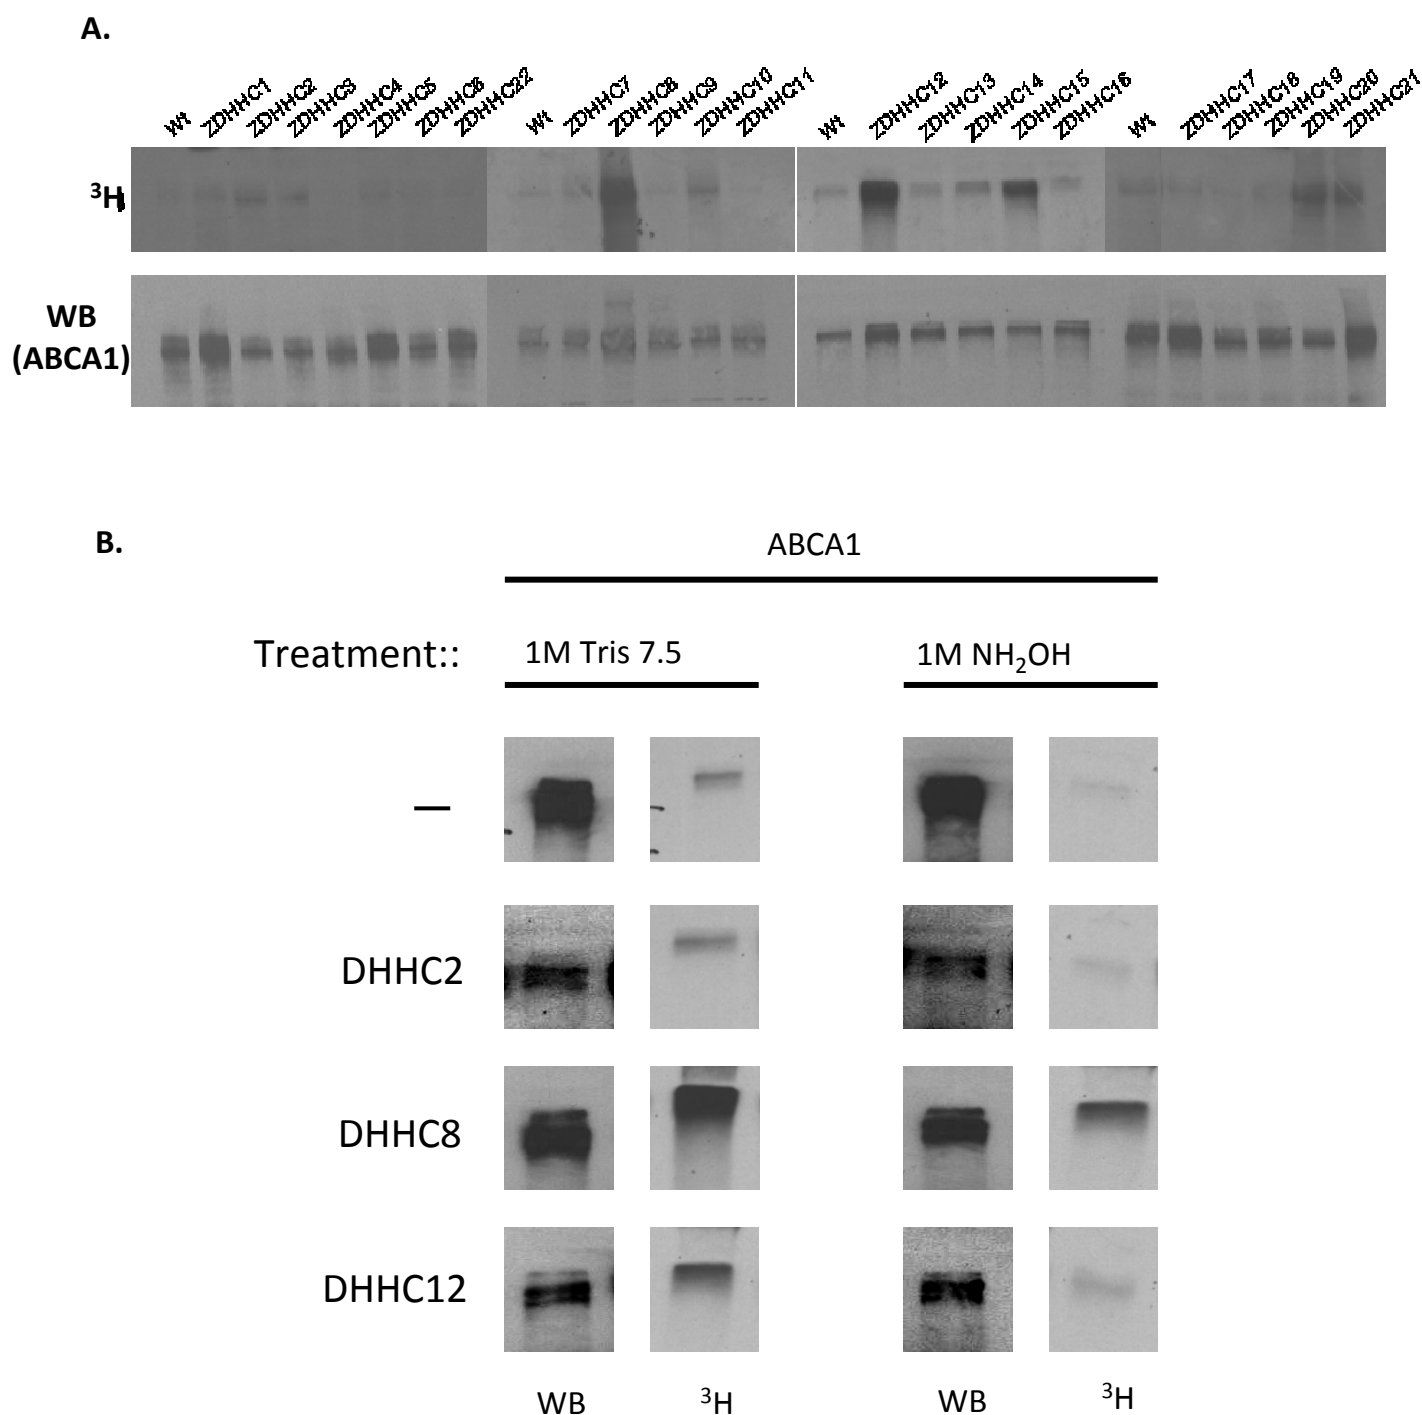 A.
Wt ZDHHC1 ZDHHC2 ZDHHC3 ZDHHC4 ZDHHC5 ZDHHC6 ZDHHC22 Wt ZDHHC7 ZDHHC8 ZDHHC9 ZDHHC10 ZDHHC11 Wt ZDHHC12 ZDHHC13 ZDHHC14 ZDHHC15 ZDHHC16 Wt ZDHHC17 ZDHHC18 ZDHHC19 ZDHHC20 ZDHHC21
³H
WB
(ABCA1)
B.
ABCA1
Treatment::
1M Tris 7.5
1M NH₂OH
—
DHHC2
DHHC8
DHHC12
WB ³H WB ³H